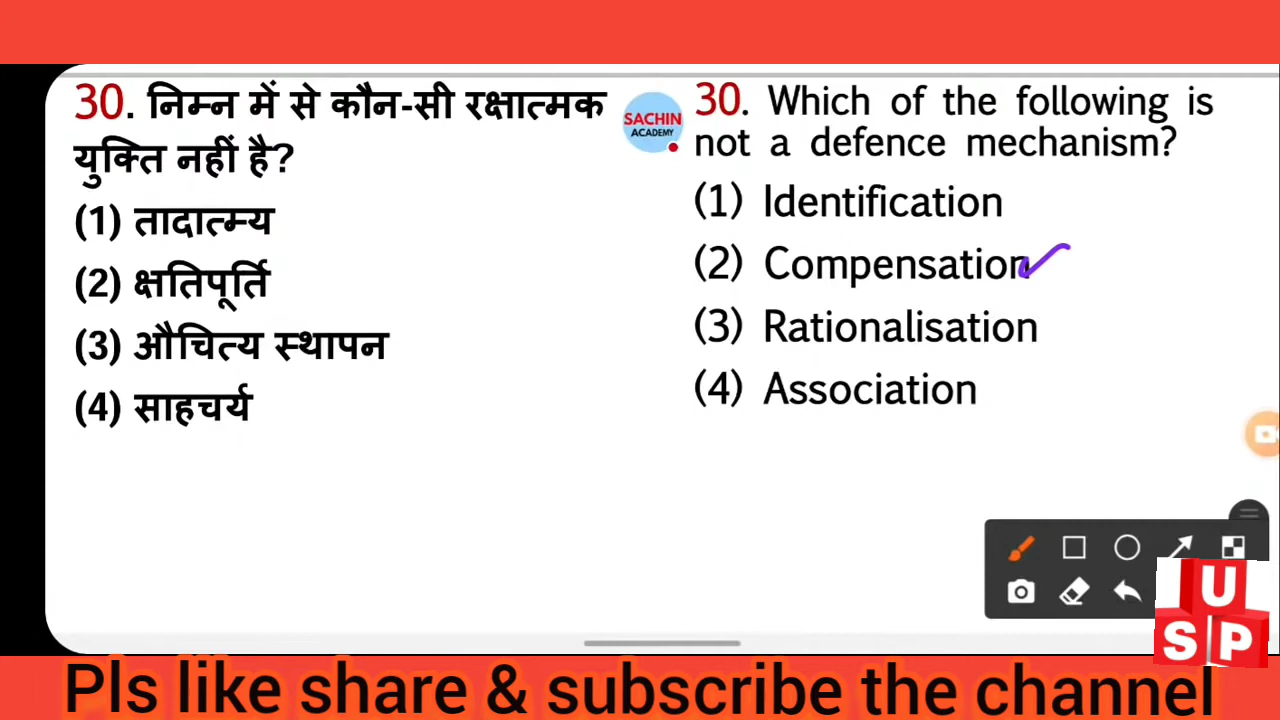 30. निम्न में से कौन-सी रक्षात्मक
युक्ति नहीं है?
(1) तादात्म्य
(2) क्षतिपूर्ति
(3) औचित्य स्थापन
(4) साहचर्य
SACHIN
ACADEMY
30. Which of the following is
not a defence mechanism?
(1) Identification
(2) Compensation
(3) Rationalisation
(4) Association
U
S P
Pls like share & subscribe the channel